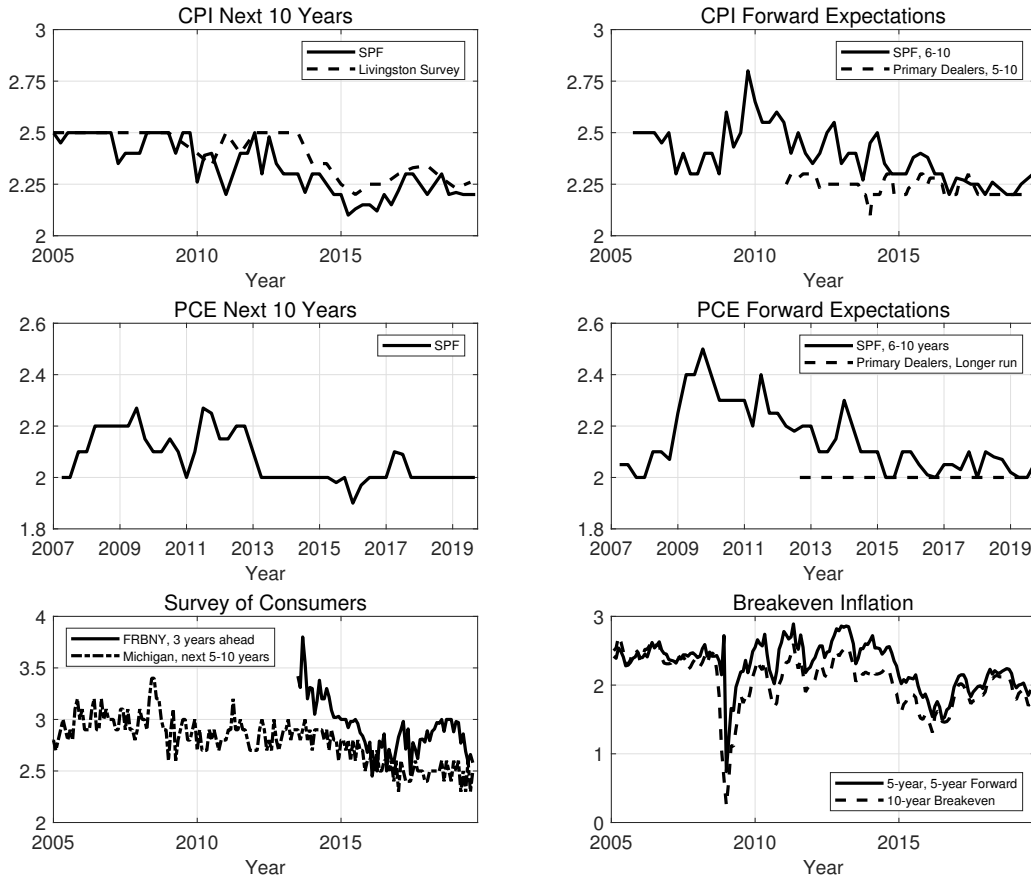 CPI Next 10 Years
3
2.75
2.5
2.25
2
SPF
Livingston Survey
2005
2010
2015
Year
CPI Forward Expectations
3
2.75
2.5
2.25
2
SPF, 6-10
Primary Dealers, 5-10
2005
2010
2015
Year
PCE Next 10 Years
2.6
2.4
2.2
2
1.8
SPF
2007
2009
2011
2013
2015
2017
2019
Year
PCE Forward Expectations
2.6
2.4
2.2
2
1.8
SPF, 6-10 years
Primary Dealers, Longer run
2007
2009
2011
2013
2015
2017
2019
Year
Survey of Consumers
4
3.5
3
2.5
2
FRBNY, 3 years ahead
Michigan, next 5-10 years
2005
2010
2015
Year
Breakeven Inflation
3
2
1
0
5-year, 5-year Forward
10-year Breakeven
2005
2010
2015
Year